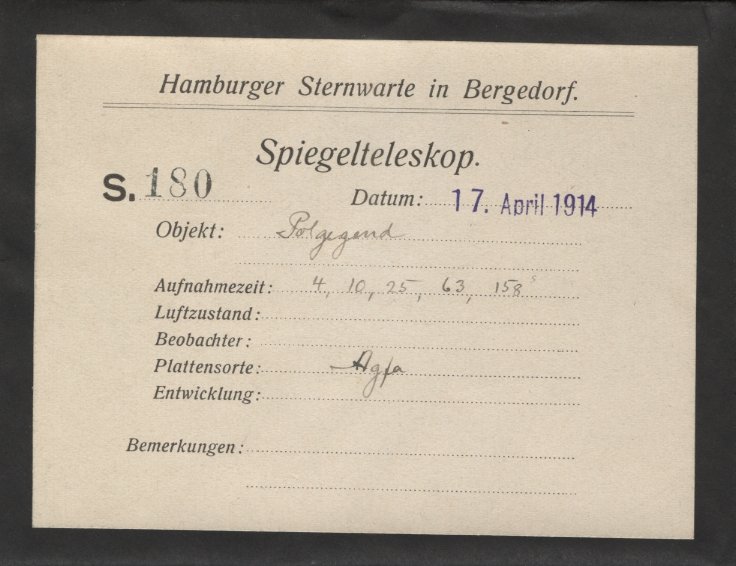 Hamburger Sternwarte in Bergedorf.
Spiegelteleskop.
S. 180
Datum: 17. April 1914
Objekt: Polgegend
Aufnahmezeit: 4, 10, 25, 63, 158 s
Luftzustand:
Beobachter:
Plattensorte: Agfa
Entwicklung:
Bemerkungen: